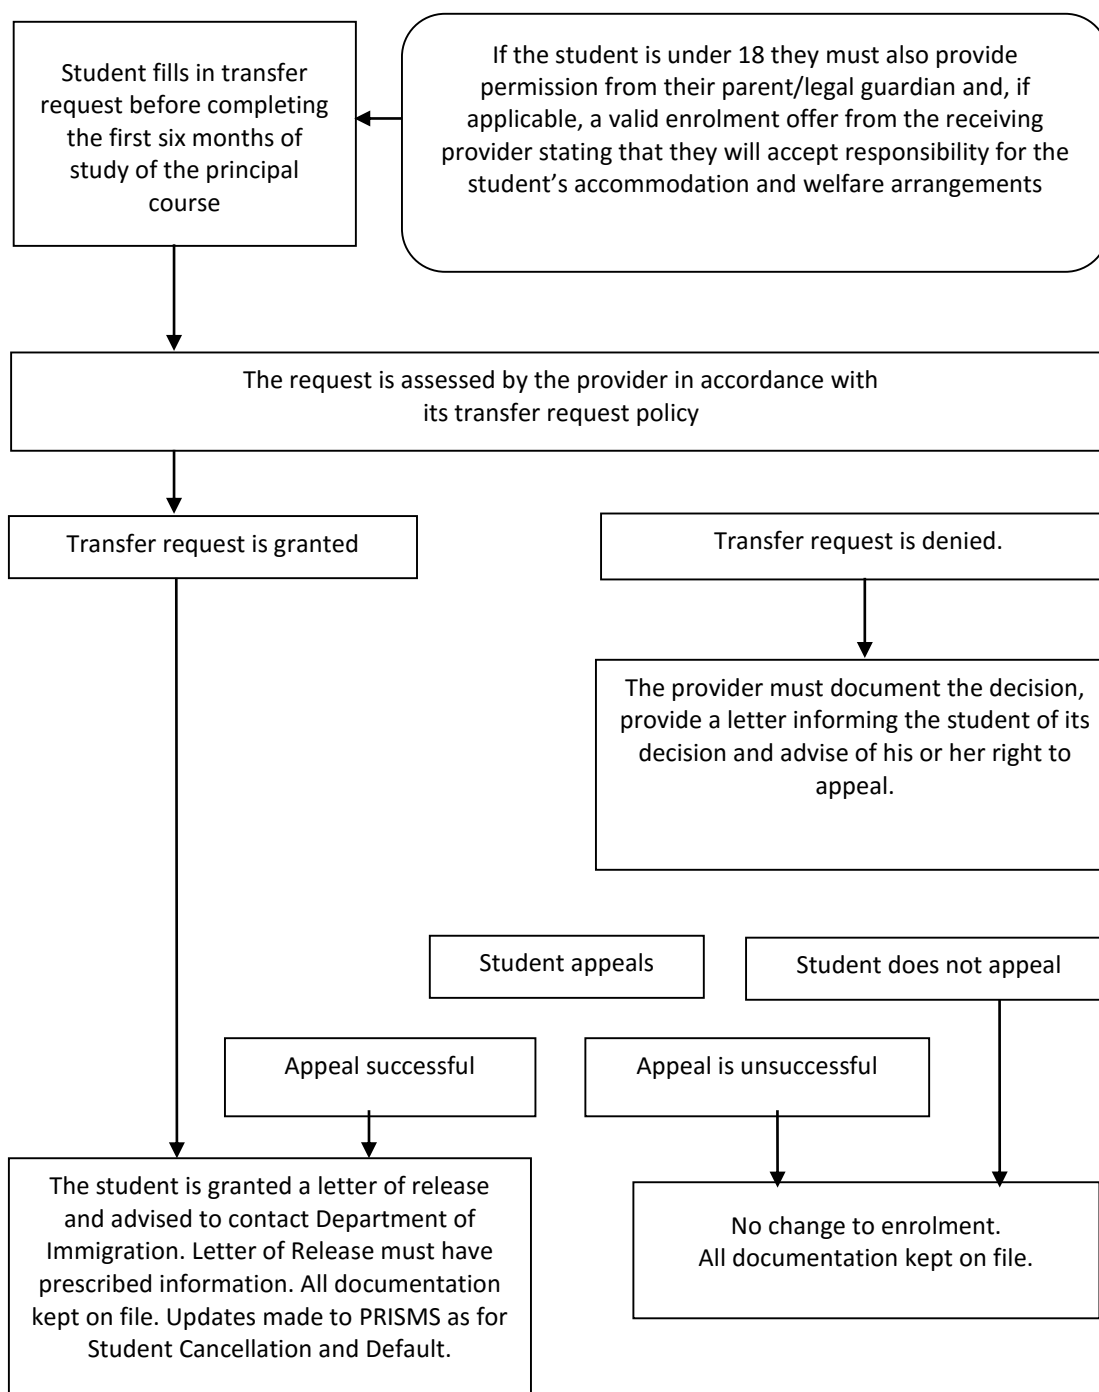 Student fills in transfer
request before completing
the first six months of
study of the principal
course
If the student is under 18 they must also provide
permission from their parent/legal guardian and, if
applicable, a valid enrolment offer from the receiving
provider stating that they will accept responsibility for the
student’s accommodation and welfare arrangements
The request is assessed by the provider in accordance with
its transfer request policy
Transfer request is granted
Transfer request is denied.
The provider must document the decision,
provide a letter informing the student of its
decision and advise of his or her right to
appeal.
Student appeals
Student does not appeal
Appeal successful
Appeal is unsuccessful
The student is granted a letter of release
and advised to contact Department of
Immigration. Letter of Release must have
prescribed information. All documentation
kept on file. Updates made to PRISMS as for
Student Cancellation and Default.
No change to enrolment.
All documentation kept on file.